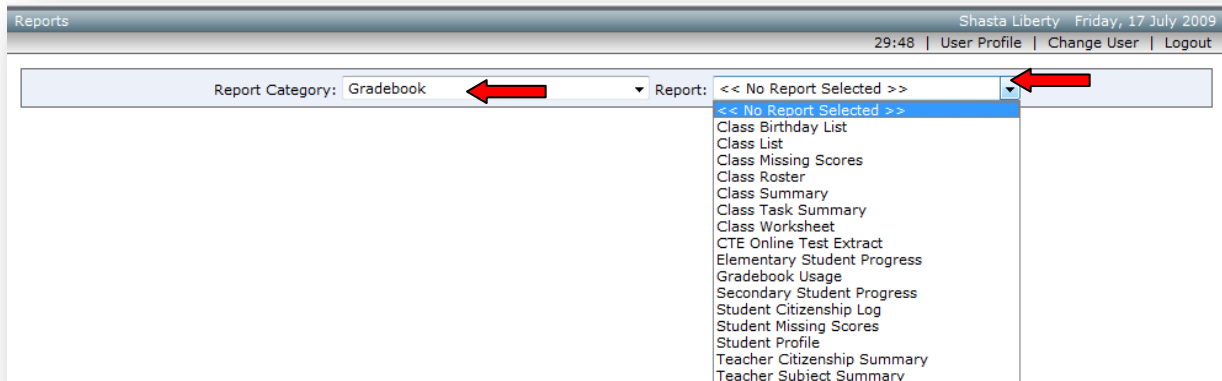 Reports Shasta Liberty Friday, 17 July 2009
29:48 | User Profile | Change User | Logout
Report Category: Gradebook Report: << No Report Selected >>
<< No Report Selected >>
Class Birthday List
Class List
Class Missing Scores
Class Roster
Class Summary
Class Task Summary
Class Worksheet
CTE Online Test Extract
Elementary Student Progress
Gradebook Usage
Secondary Student Progress
Student Citizenship Log
Student Missing Scores
Student Profile
Teacher Citizenship Summary
Teacher Subject Summary